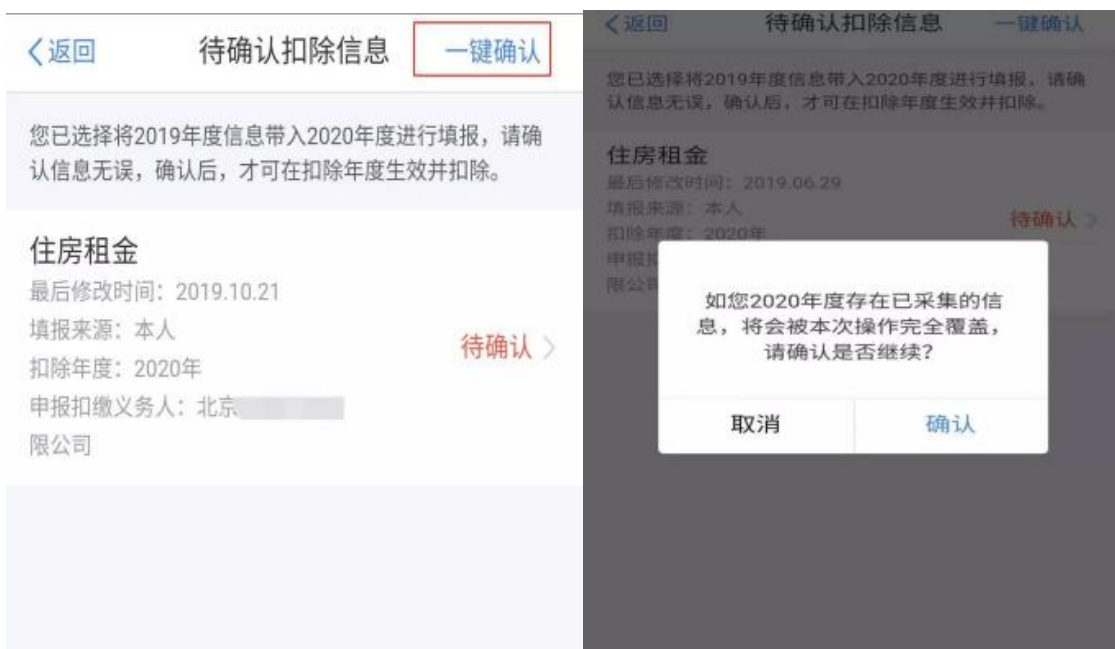 返回
待确认扣除信息
一键确认
您已选择将2019年度信息带入2020年度进行填报，请确
认信息无误，确认后，才可在扣除年度生效并扣除。
住房租金
最后修改时间：2019.10.21
填报来源：本人
扣除年度：2020年
申报扣缴义务人：北京
限公司
待确认
返回
待确认扣除信息
一键确认
您已选择将2019年度信息带入2020年度进行填报，请确
认信息无误，确认后，才可在扣除年度生效并扣除。
住房租金
最后修改时间：2019.06.29
填报来源：本人
扣除年度：2020年
申报扣
限公司
待确认
如您2020年度存在已采集的信
息，将会被本次操作完全覆盖，
请确认是否继续？
取消
确认